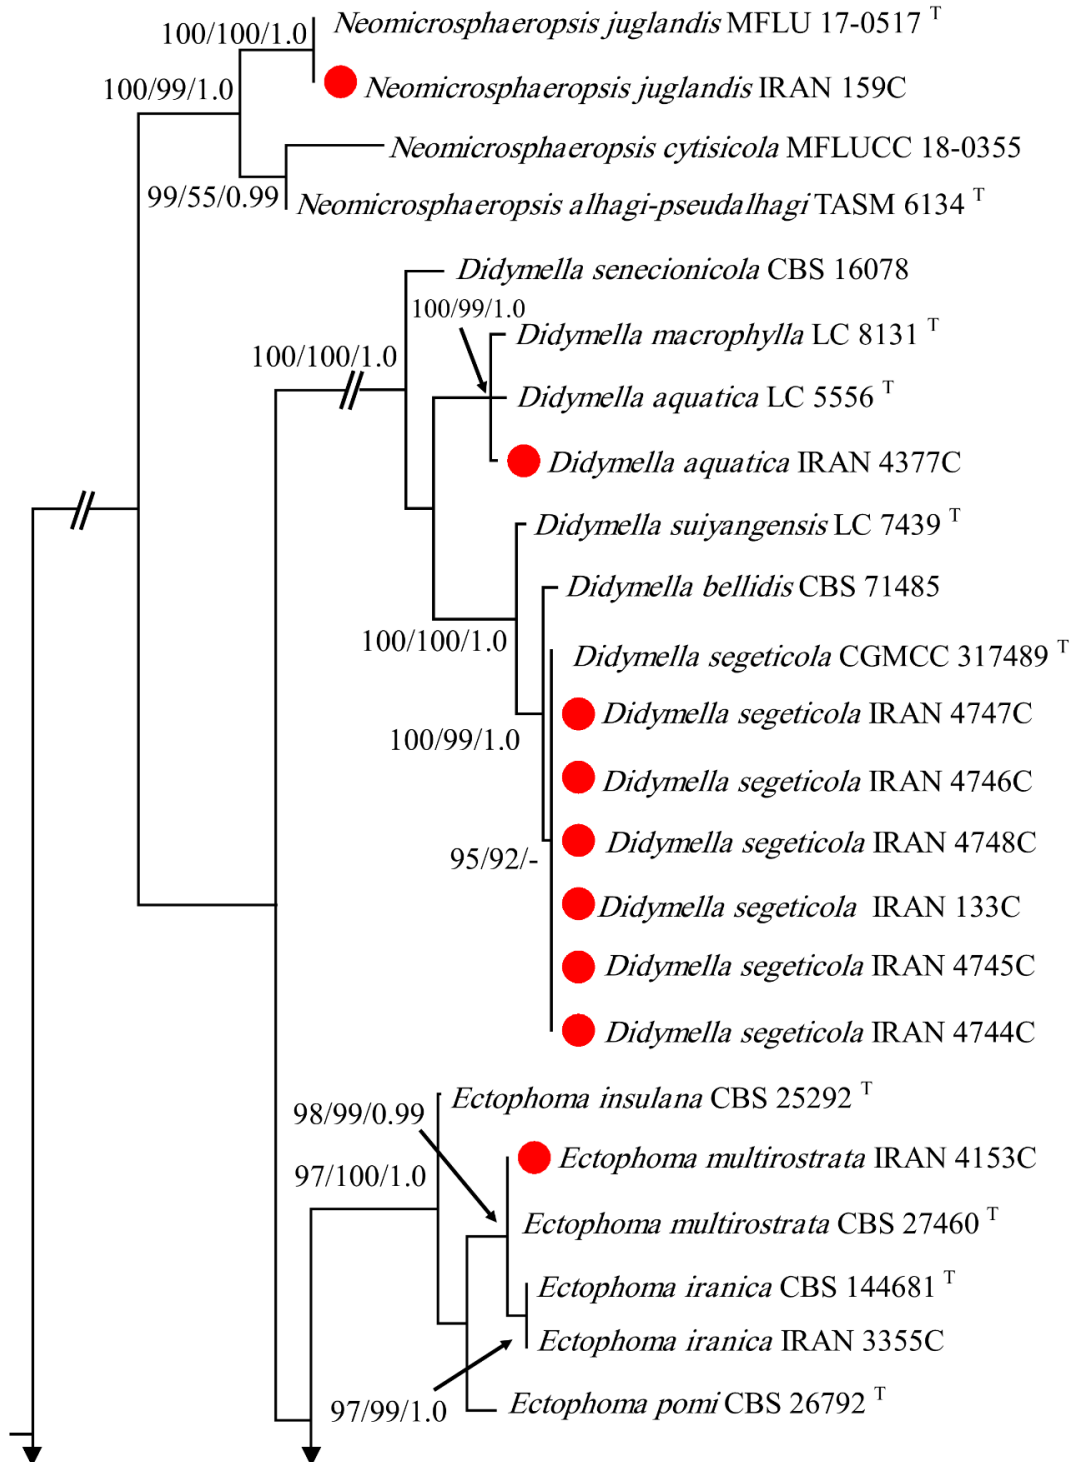 Neomicrosphaeropsis juglandis MFLU 17-0517 T
100/100/1.0
100/99/1.0
Neomicrosphaeropsis juglandis IRAN 159C
Neomicrosphaeropsis cytisicola MFLUCC 18-0355
99/55/0.99
Neomicrosphaeropsis alhagi-pseudalhagi TASM 6134 T
Didymella senecionicola CBS 16078
100/99/1.0
Didymella macrophylla LC 8131 T
100/100/1.0
Didymella aquatica LC 5556 T
Didymella aquatica IRAN 4377C
Didymella suiyangensis LC 7439 T
Didymella bellidis CBS 71485
100/100/1.0
Didymella segeticola CGMCC 317489 T
Didymella segeticola IRAN 4747C
100/99/1.0
Didymella segeticola IRAN 4746C
Didymella segeticola IRAN 4748C
95/92/-
Didymella segeticola IRAN 133C
Didymella segeticola IRAN 4745C
Didymella segeticola IRAN 4744C
Ectophoma insulana CBS 25292 T
98/99/0.99
Ectophoma multirostrata IRAN 4153C
97/100/1.0
Ectophoma multirostrata CBS 27460 T
Ectophoma iranica CBS 144681 T
Ectophoma iranica IRAN 3355C
Ectophoma pomi CBS 26792 T
97/99/1.0